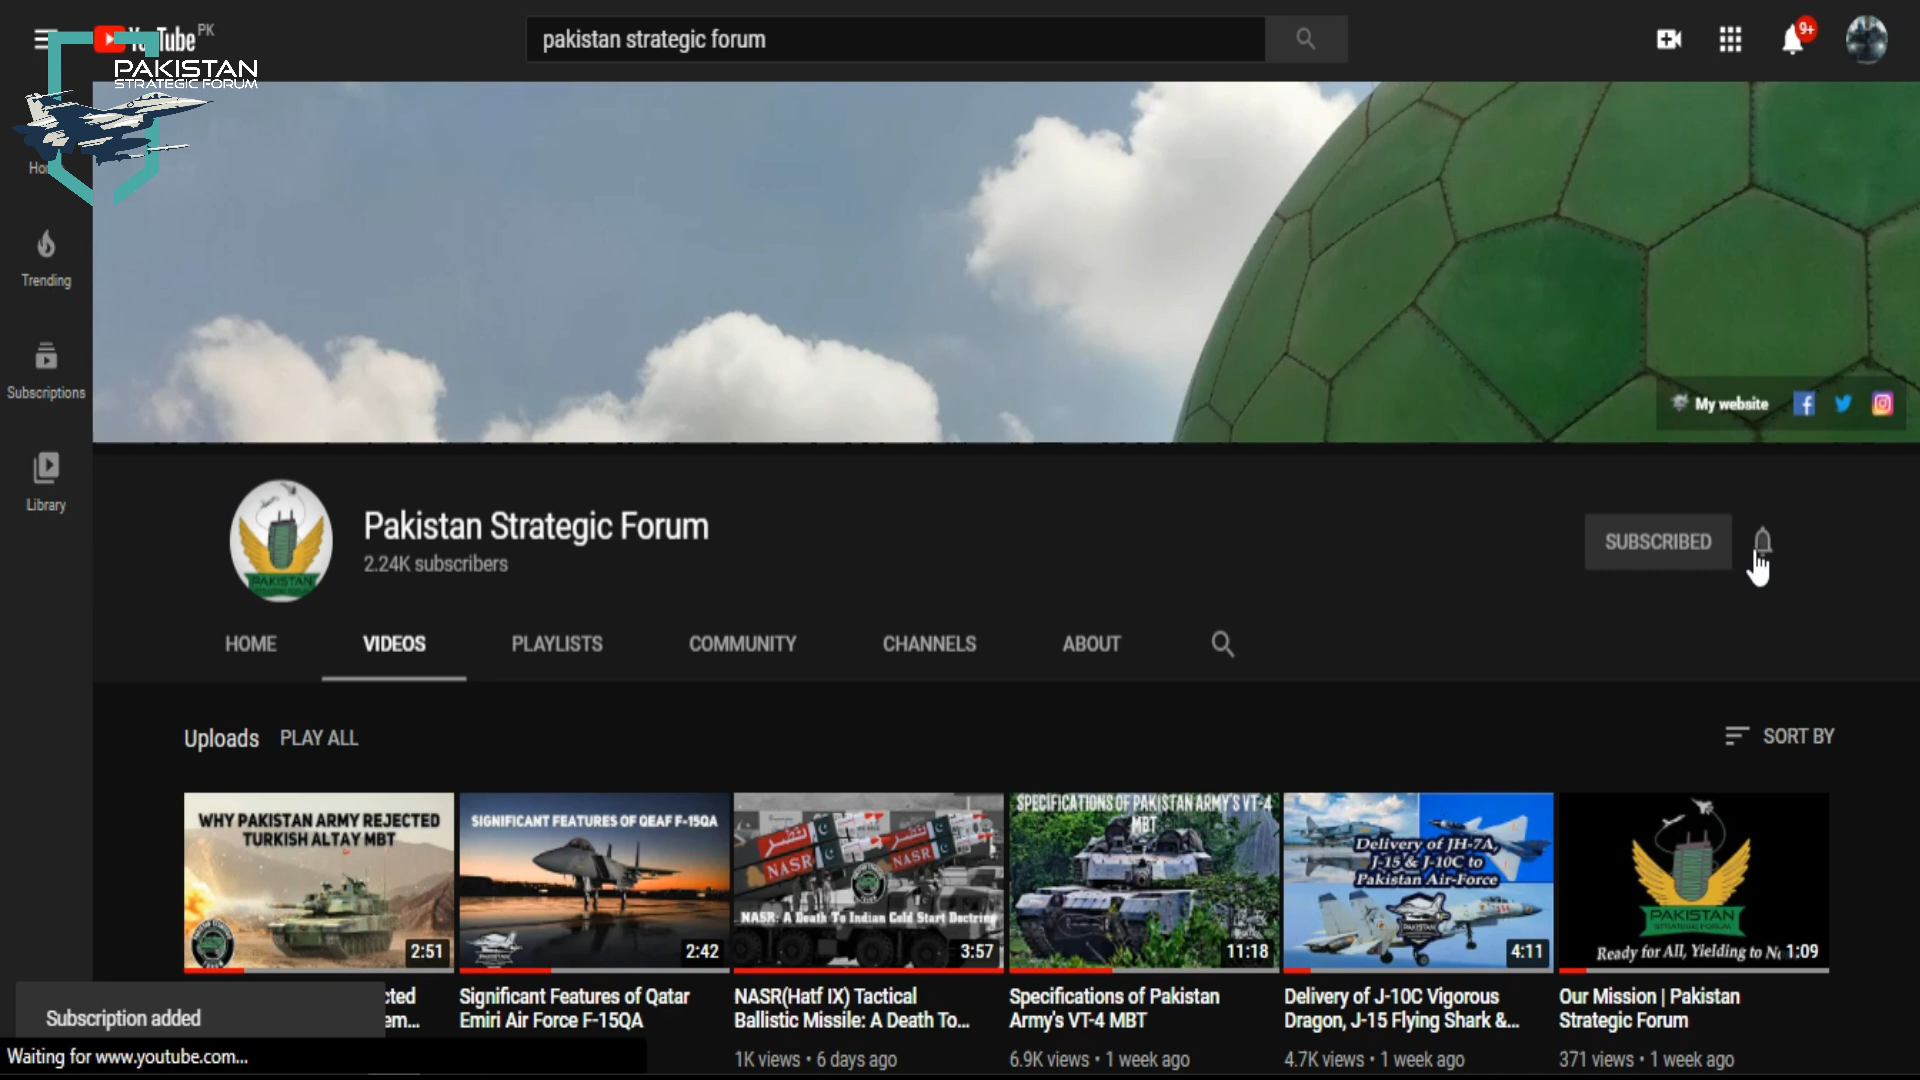 YouTube PK
pakistan strategic forum
9+
PAKISTAN
STRATEGIC FORUM
Trending
Subscriptions
Library
My website
Pakistan Strategic Forum
2.24K subscribers
SUBSCRIBED
HOME
VIDEOS
PLAYLISTS
COMMUNITY
CHANNELS
ABOUT
Uploads
PLAY ALL
SORT BY
WHY PAKISTAN ARMY REJECTED
TURKISH ALTAY MBT
2:51
SIGNIFICANT FEATURES OF QEAF F-15QA
2:42
NASR
NASR
NASR: A Death To Indian Cold Start Doctrine
3:57
SPECIFICATIONS OF PAKISTAN ARMY'S VT-4
MBT
11:18
Delivery of JH-7A,
J-15 & J-10C to
Pakistan Air-Force
4:11
PAKISTAN
STRATEGIC FORUM
Ready for All, Yielding to N
1:09
cted
em...
Significant Features of Qatar
Emiri Air Force F-15QA
NASR(Hatf IX) Tactical
Ballistic Missile: A Death To...
1K views • 6 days ago
Specifications of Pakistan
Army's VT-4 MBT
6.9K views • 1 week ago
Delivery of J-10C Vigorous
Dragon, J-15 Flying Shark &...
4.7K views • 1 week ago
Our Mission | Pakistan
Strategic Forum
371 views • 1 week ago
Subscription added
Waiting for www.youtube.com...